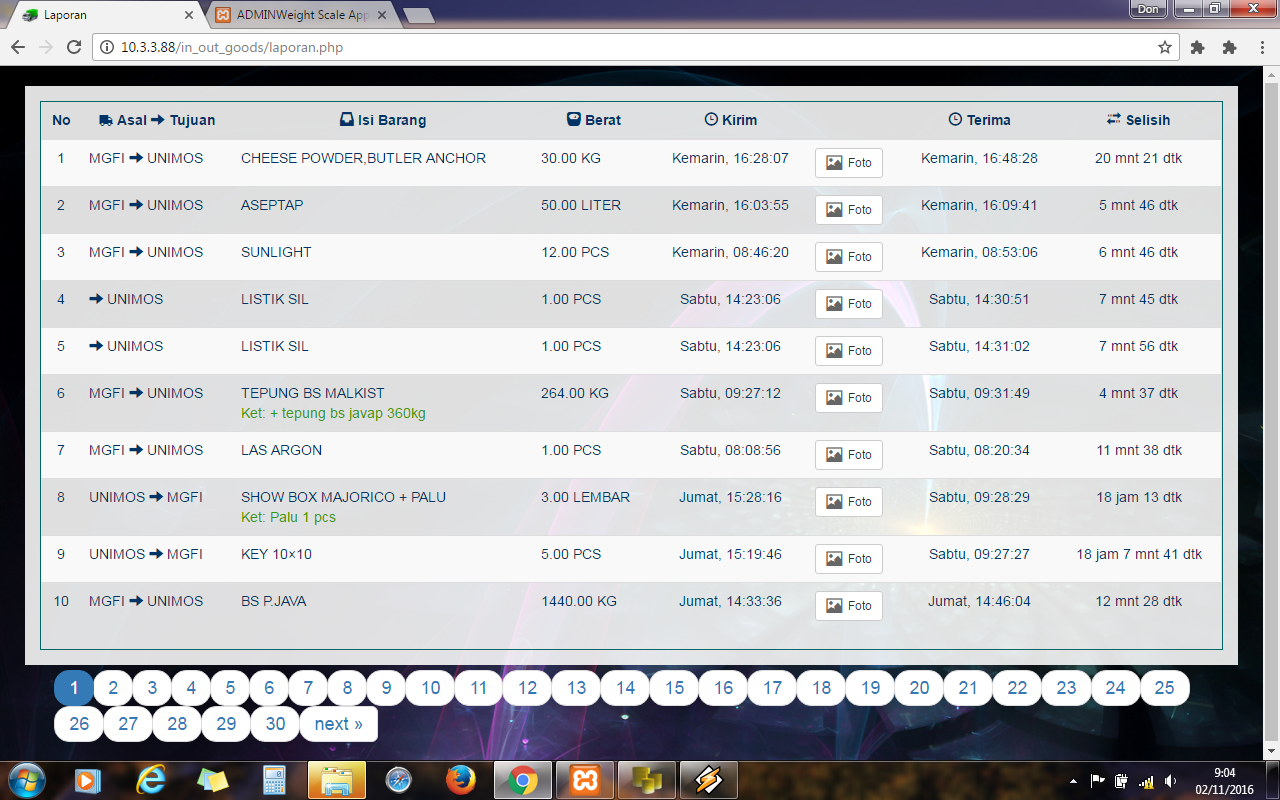 Laporan
ADMINWeight Scale App
Don
10.3.3.88/in_out_goods/laporan.php
No Asal ➔ Tujuan Isi Barang Berat Kirim Terima Selisih
1 MGFI ➔ UNIMOS CHEESE POWDER,BUTLER ANCHOR 30.00 KG Kemarin, 16:28:07 Foto Kemarin, 16:48:28 20 mnt 21 dtk
2 MGFI ➔ UNIMOS ASEPTAP 50.00 LITER Kemarin, 16:03:55 Foto Kemarin, 16:09:41 5 mnt 46 dtk
3 MGFI ➔ UNIMOS SUNLIGHT 12.00 PCS Kemarin, 08:46:20 Foto Kemarin, 08:53:06 6 mnt 46 dtk
4 ➔ UNIMOS LISTIK SIL 1.00 PCS Sabtu, 14:23:06 Foto Sabtu, 14:30:51 7 mnt 45 dtk
5 ➔ UNIMOS LISTIK SIL 1.00 PCS Sabtu, 14:23:06 Foto Sabtu, 14:31:02 7 mnt 56 dtk
6 MGFI ➔ UNIMOS TEPUNG BS MALKIST 264.00 KG Sabtu, 09:27:12 Foto Sabtu, 09:31:49 4 mnt 37 dtk
Ket: + tepung bs javap 360kg
7 MGFI ➔ UNIMOS LAS ARGON 1.00 PCS Sabtu, 08:08:56 Foto Sabtu, 08:20:34 11 mnt 38 dtk
8 UNIMOS ➔ MGFI SHOW BOX MAJORICO + PALU 3.00 LEMBAR Jumat, 15:28:16 Foto Sabtu, 09:28:29 18 jam 13 dtk
Ket: Palu 1 pcs
9 UNIMOS ➔ MGFI KEY 10×10 5.00 PCS Jumat, 15:19:46 Foto Sabtu, 09:27:27 18 jam 7 mnt 41 dtk
10 MGFI ➔ UNIMOS BS P.JAVA 1440.00 KG Jumat, 14:33:36 Foto Jumat, 14:46:04 12 mnt 28 dtk
1 2 3 4 5 6 7 8 9 10 11 12 13 14 15 16 17 18 19 20 21 22 23 24 25
26 27 28 29 30 next »
9:04
02/11/2016